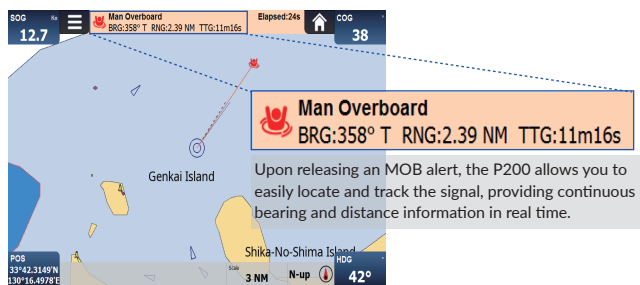 SOG Kn
12.7
Man Overboard
BRG:358° T RNG:2.39 NM TTG:11m16s
Elapsed:24s
COG °
38
Man Overboard
BRG:358° T RNG:2.39 NM TTG:11m16s
Upon releasing an MOB alert, the P200 allows you to
easily locate and track the signal, providing continuous
bearing and distance information in real time.
Genkai Island
Shika-No-Shima Island
POS
33°42.3149'N
130°16.4978'E
Scale
3 NM
N-up
HDG
42°